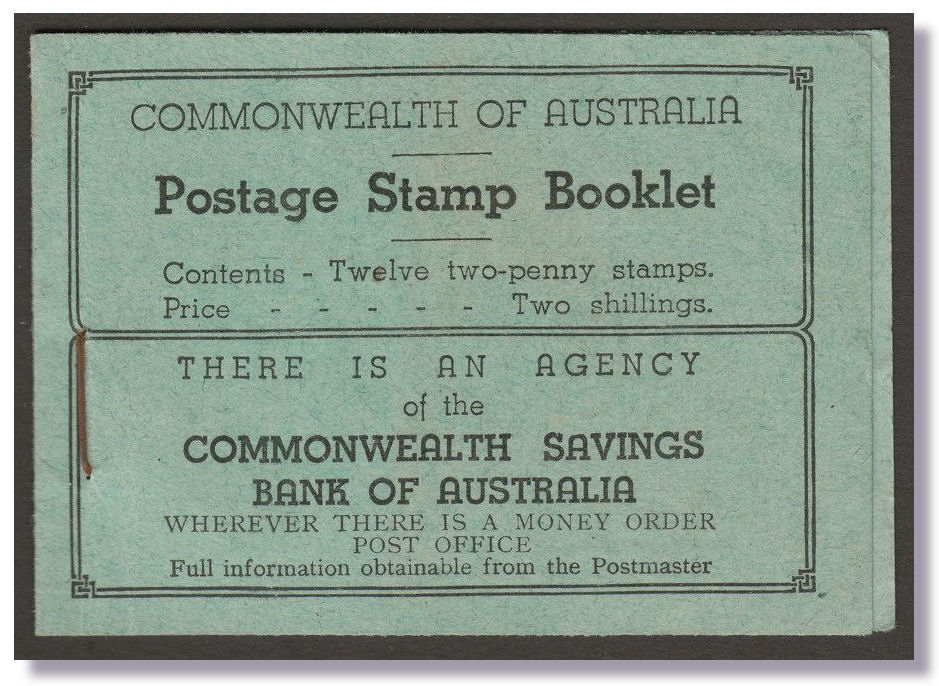 COMMONWEALTH OF AUSTRALIA
Postage Stamp Booklet
Contents - Twelve two-penny stamps.
Price - - - - - Two shillings.
THERE IS AN AGENCY
of the
COMMONWEALTH SAVINGS
BANK OF AUSTRALIA
WHEREVER THERE IS A MONEY ORDER
POST OFFICE
Full information obtainable from the Postmaster